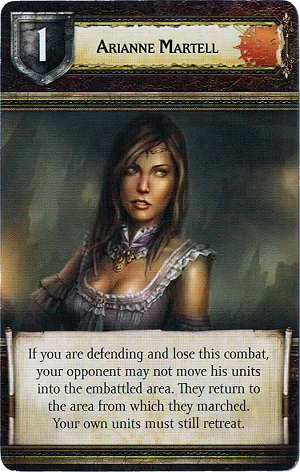 1
Arianne Martell
If you are defending and lose this combat,
your opponent may not move his units
into the embattled area. They return to
the area from which they marched.
Your own units must still retreat.